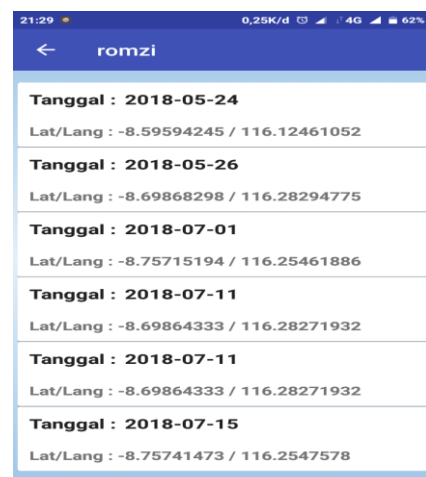 21:29 0,25K/d 4G 62%
romzi
Tanggal : 2018-05-24
Lat/Lang : -8.59594245 / 116.12461052
Tanggal : 2018-05-26
Lat/Lang : -8.69868298 / 116.28294775
Tanggal : 2018-07-01
Lat/Lang : -8.75715194 / 116.25461886
Tanggal : 2018-07-11
Lat/Lang : -8.69864333 / 116.28271932
Tanggal : 2018-07-11
Lat/Lang : -8.69864333 / 116.28271932
Tanggal : 2018-07-15
Lat/Lang : -8.75741473 / 116.2547578